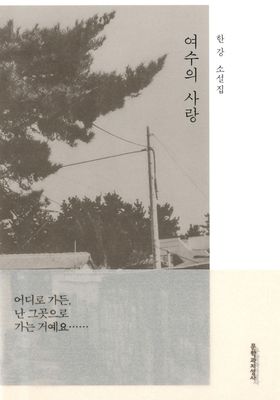 여수의 사랑
한강 소설집
어디로 가든,
난 그곳으로
가는 거예요……
문학과지성사